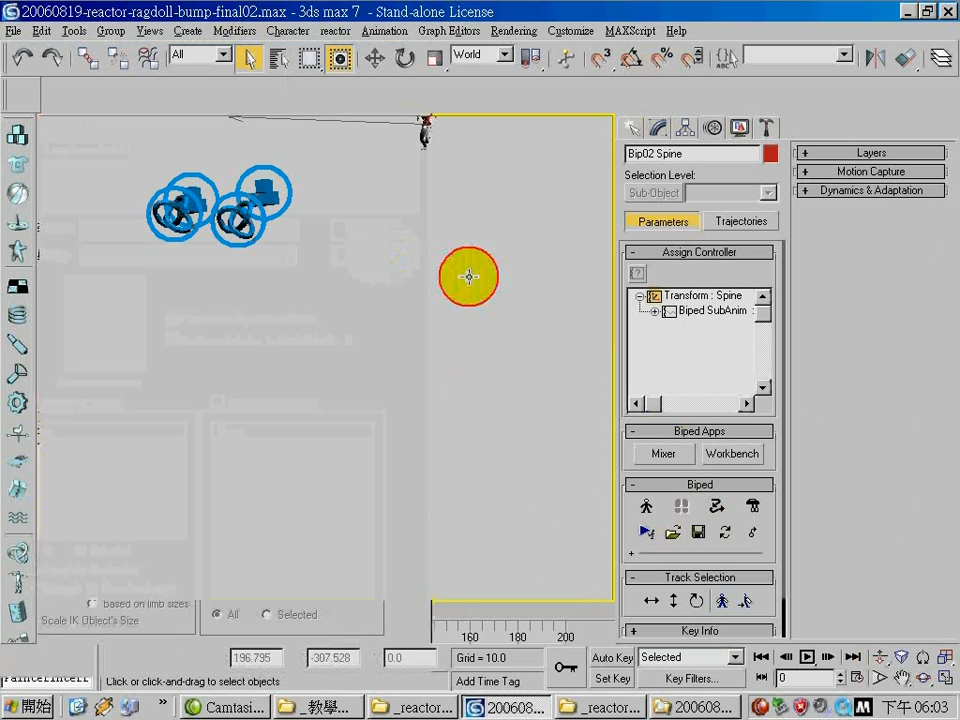 20060819-reactor-ragdoll-bump-final02.max - 3ds max 7 - Stand-alone License
File Edit Tools Group Views Create Modifiers Character reactor Animation Graph Editors Rendering Customize MAXScript Help
All World
Bip02 Spine
Selection Level:
Sub-Object
Parameters Trajectories
- Assign Controller
Transform : Spine
Biped SubAnim :
- Biped Apps
Mixer Workbench
- Biped
- Track Selection
+ Key Info
+ Layers
+ Motion Capture
+ Dynamics & Adaptation
based on limb sizes
Scale IK Object's Size
All Selected
160 180 200
196.795 -307.528 0.0 Grid = 10.0 Auto Key Selected
Click or click-and-drag to select objects Add Time Tag Set Key Key Filters... 0
開始 Camtasi... _教學... _reactor... 200608... _reactor... 200608... 下午 06:03